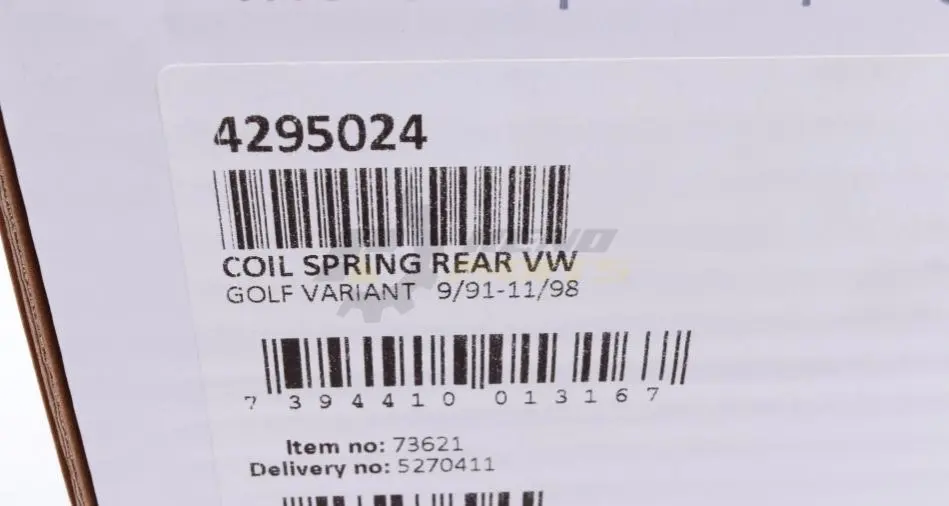 4295024
COIL SPRING REAR VW
GOLF VARIANT 9/91-11/98
7 394410 013167
Item no: 73621
Delivery no: 5270411